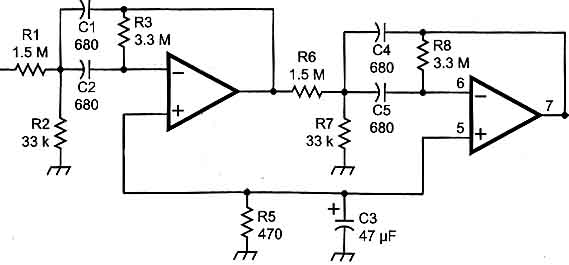 C1
680
R3
3.3 M
R1
1.5 M
C2
680
R2
33 k
−
+
R6
1.5 M
C4
680
R8
3.3 M
C5
680
R7
33 k
6
−
5
+
7
R5
470
+
C3
47 µF